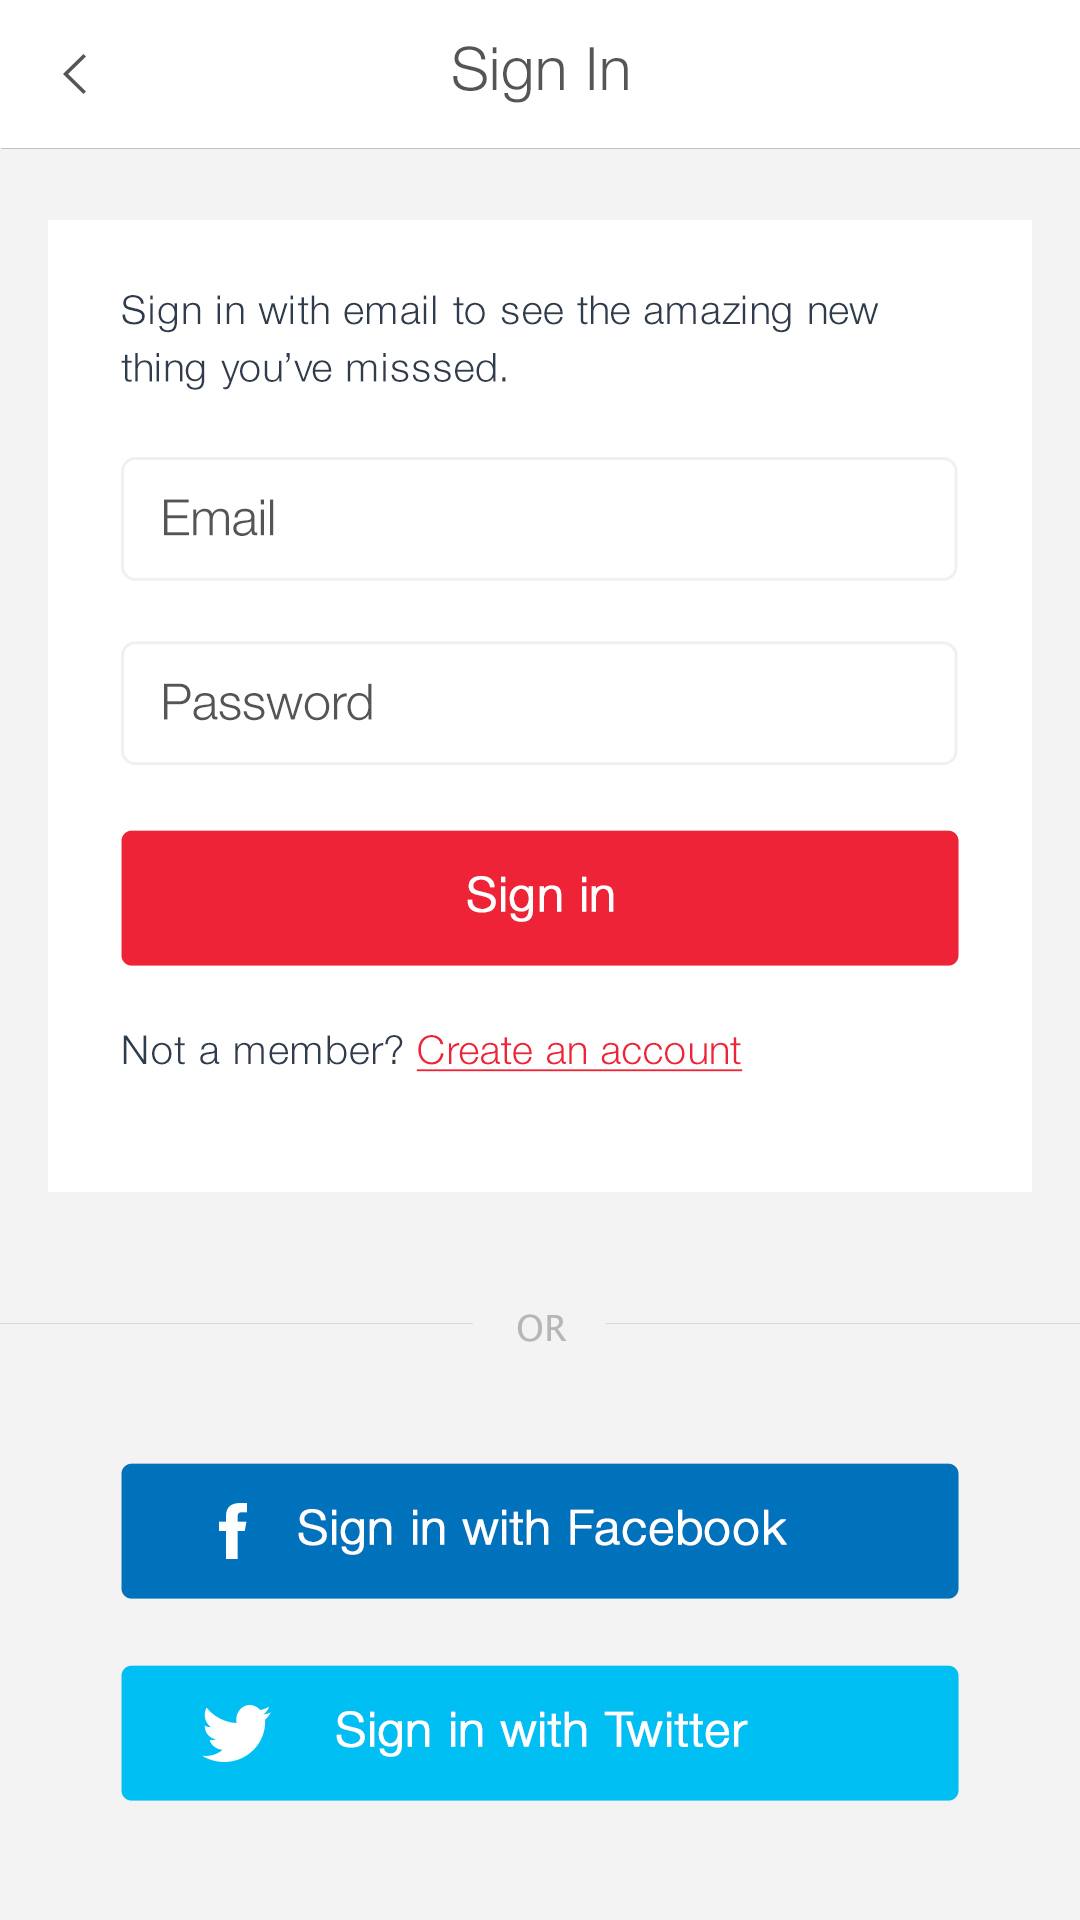 Sign In
Sign in with email to see the amazing new
thing you’ve misssed.
Email
Password
Sign in
Not a member? Create an account
OR
Sign in with Facebook
Sign in with Twitter